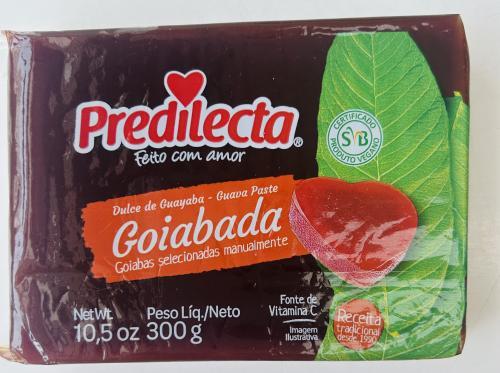 Predilecta®
Feito com amor
CERTIFICADO
SVB
PRODUTO VEGANO
Dulce de Guayaba - Guava Paste
Goiabada
Goiabas selecionadas manualmente
Net Wt.
10,5 oz
Peso Líq./Neto
300 g
Fonte de
Vitamina C
Imagem
Ilustrativa
Receita
tradicional
desde 1990